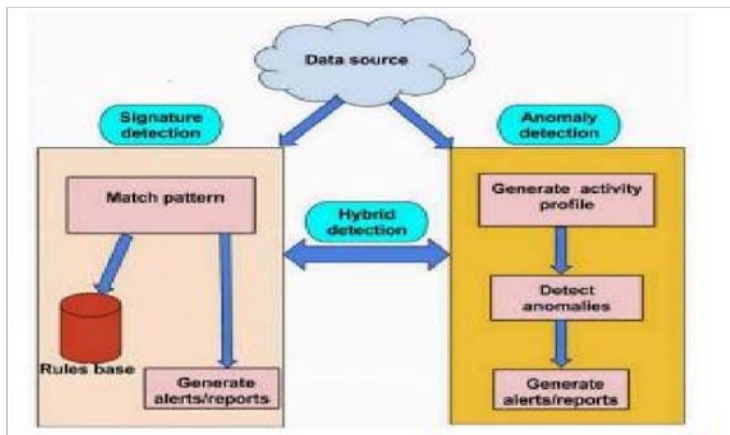 Data source
Signature
detection
Anomaly
detection
Match pattern
Hybrid
detection
Generate activity
profile
Detect
anomalies
Rules base
Generate
alerts/reports
Generate
alerts/reports